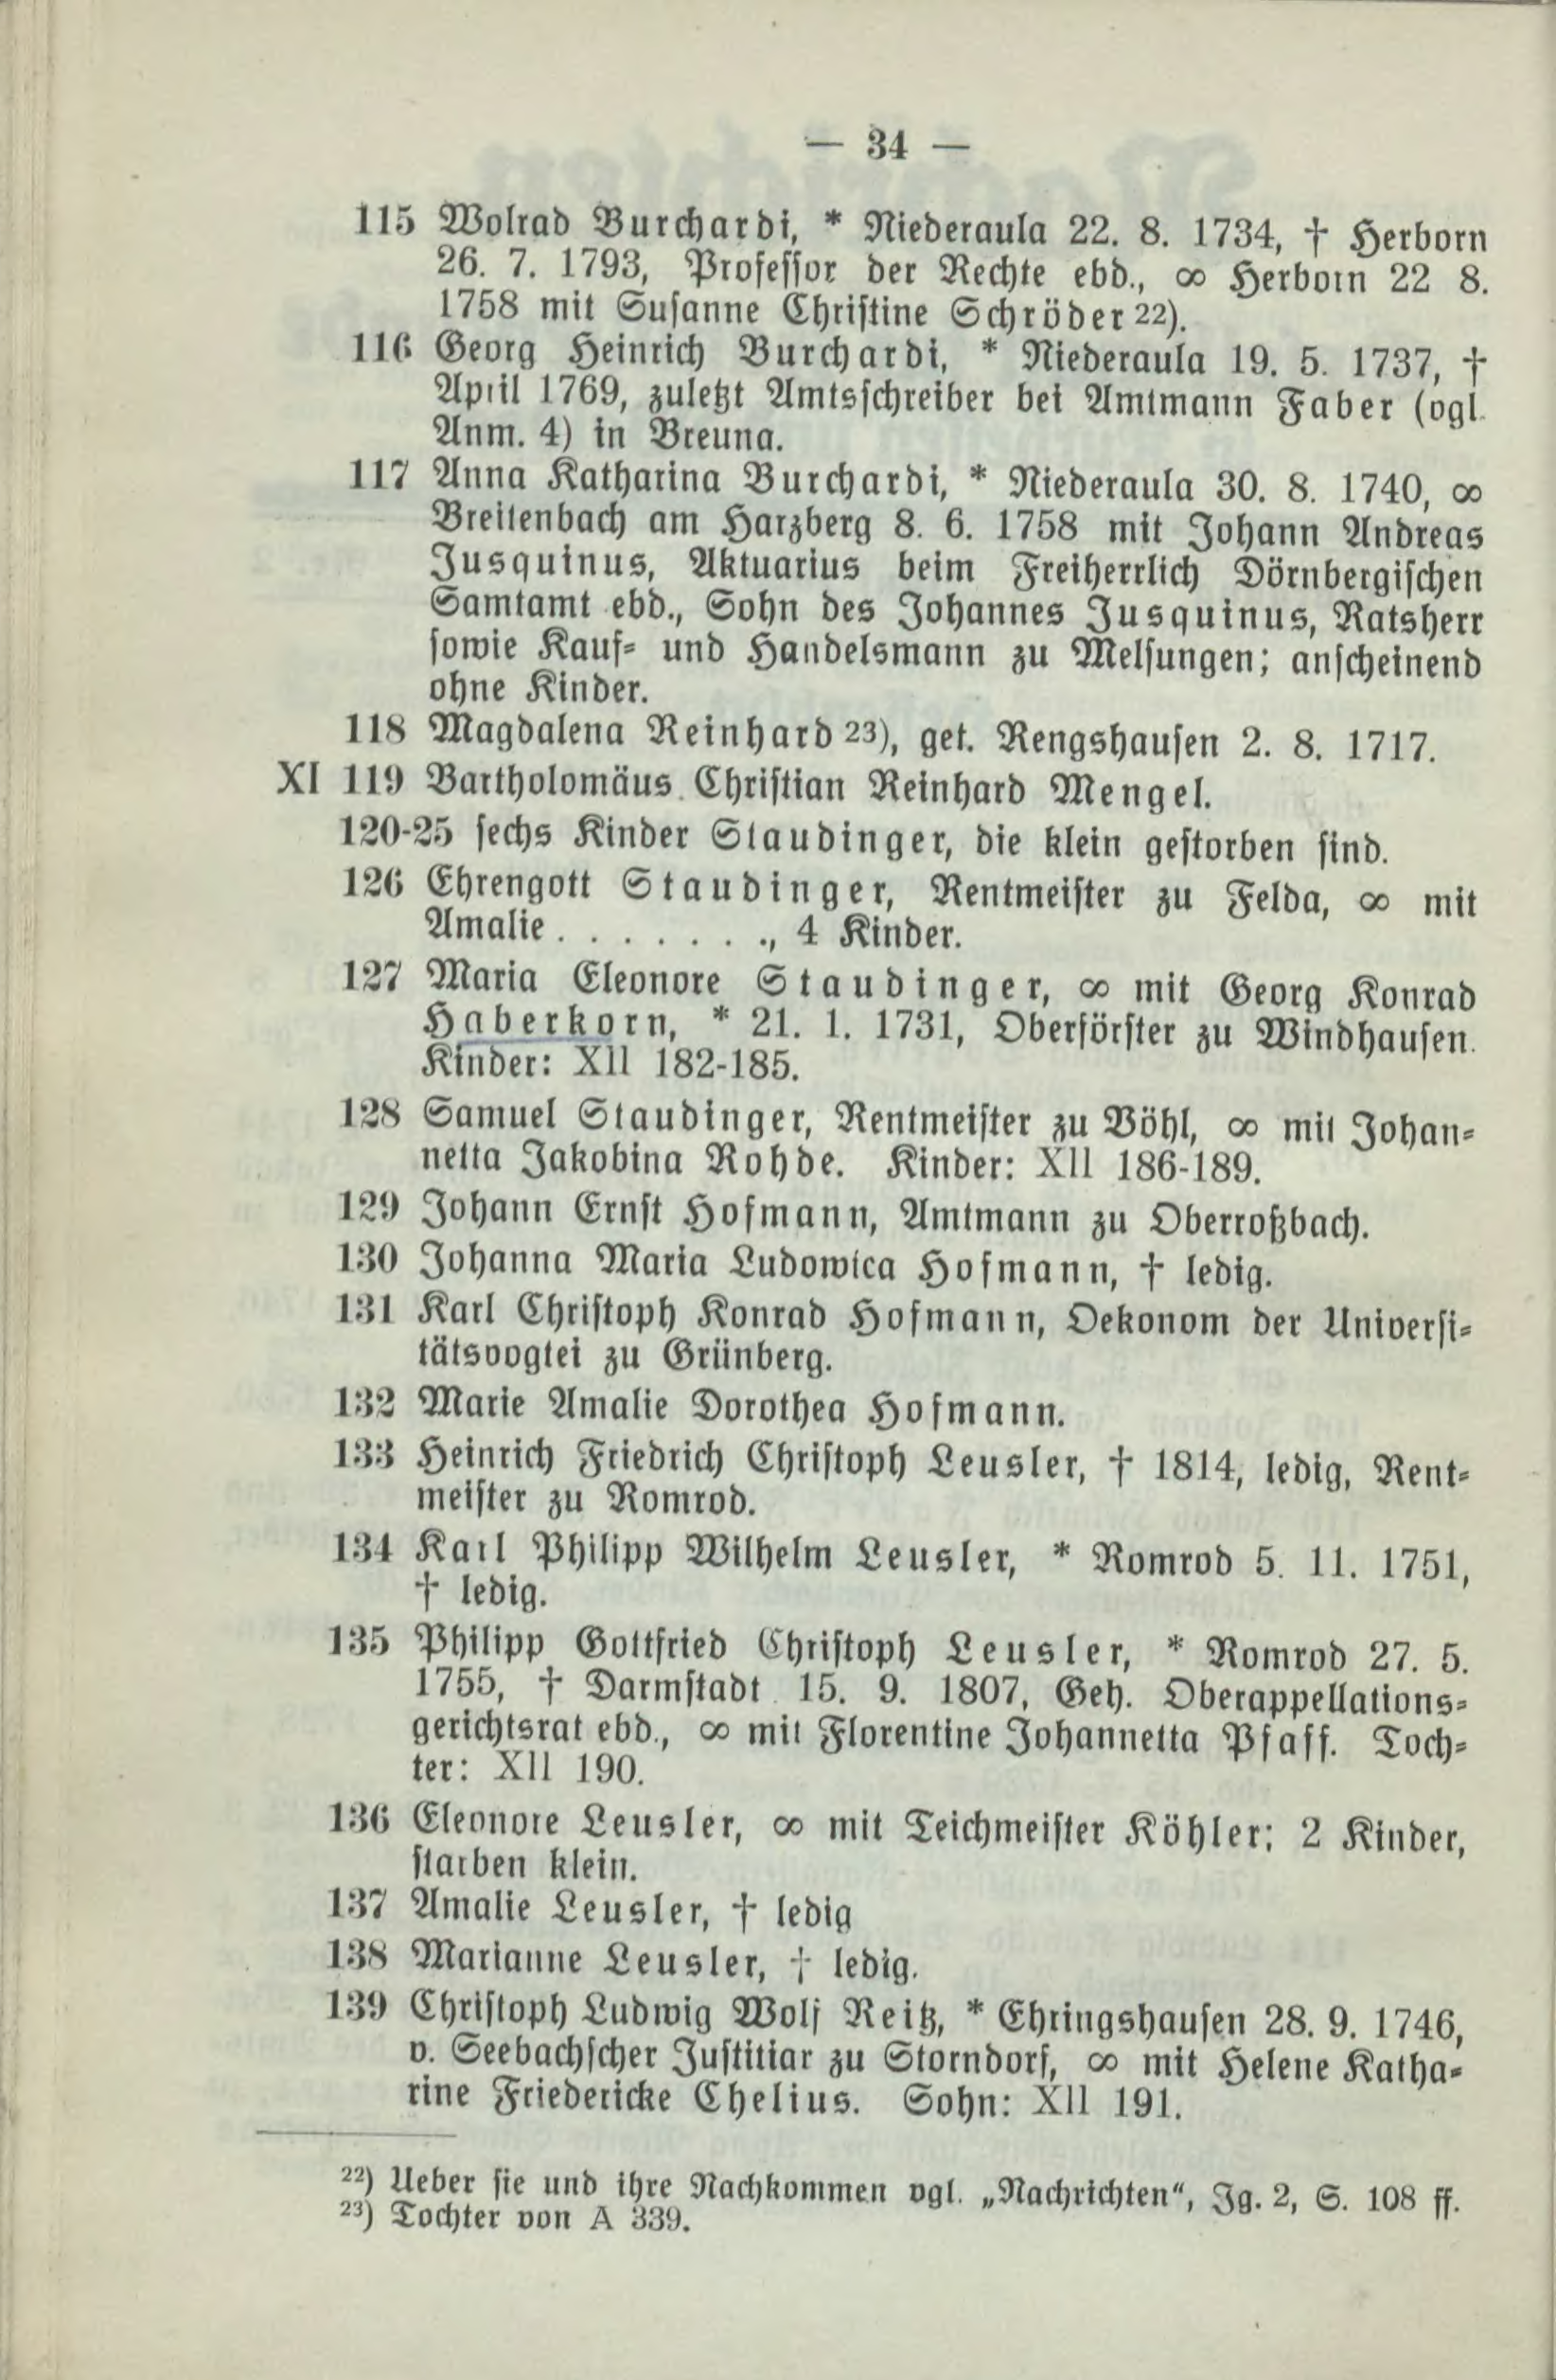 — 34 —
115 Wolrad Burchardi, * Niederaula 22. 8. 1734, † Herborn
26. 7. 1793, Professor der Rechte ebd., ∞ Herborn 22 8.
1758 mit Susanne Christine Schröder 22).
116 Georg Heinrich Burchardi, * Niederaula 19. 5. 1737, †
April 1769, zuletzt Amtsschreiber bei Amtmann Faber (vgl.
Anm. 4) in Breuna.
117 Anna Katharina Burchardi, * Niederaula 30. 8. 1740, ∞
Breitenbach am Harzberg 8. 6. 1758 mit Johann Andreas
Jusquinus, Aktuarius beim Freiherrlich Dörnbergischen
Samtamt ebd., Sohn des Johannes Jusquinus, Ratsherr
sowie Kauf= und Handelsmann zu Melsungen; anscheinend
ohne Kinder.
118 Magdalena Reinhard 23), get. Rengshausen 2. 8. 1717.
XI 119 Bartholomäus Christian Reinhard Mengel.
120-25 sechs Kinder Staudinger, die klein gestorben sind.
126 Ehrengott Staudinger, Rentmeister zu Felda, ∞ mit
Amalie . . . . . . . ., 4 Kinder.
127 Maria Eleonore Staudinger, ∞ mit Georg Konrad
Haberkorn, * 21. 1. 1731, Oberförster zu Windhausen.
Kinder: XII 182-185.
128 Samuel Staudinger, Rentmeister zu Böhl, ∞ mit Johan=
netta Jakobina Rohde. Kinder: XII 186-189.
129 Johann Ernst Hofmann, Amtmann zu Oberroßbach.
130 Johanna Maria Ludowica Hofmann, † ledig.
131 Karl Christoph Konrad Hofmann, Oekonom der Universi=
tätsvogtei zu Grünberg.
132 Marie Amalie Dorothea Hofmann.
133 Heinrich Friedrich Christoph Leusler, † 1814, ledig, Rent=
meister zu Romrod.
134 Karl Philipp Wilhelm Leusler, * Romrod 5. 11. 1751,
† ledig.
135 Philipp Gottfried Christoph Leusler, * Romrod 27. 5.
1755, † Darmstadt 15. 9. 1807, Geh. Oberappellations=
gerichtsrat ebd., ∞ mit Florentine Johannetta Pfaff. Toch=
ter: XII 190.
136 Eleonore Leusler, ∞ mit Teichmeister Köhler; 2 Kinder,
starben klein.
137 Amalie Leusler, † ledig
138 Marianne Leusler, † ledig.
139 Christoph Ludwig Wolf Reitz, * Ehringshausen 28. 9. 1746,
v. Seebachscher Justitiar zu Storndorf, ∞ mit Helene Katha=
rine Friedericke Chelius. Sohn: XII 191.
22) Ueber sie und ihre Nachkommen vgl. „Nachrichten“, Jg. 2, S. 108 ff.
23) Tochter von A 339.